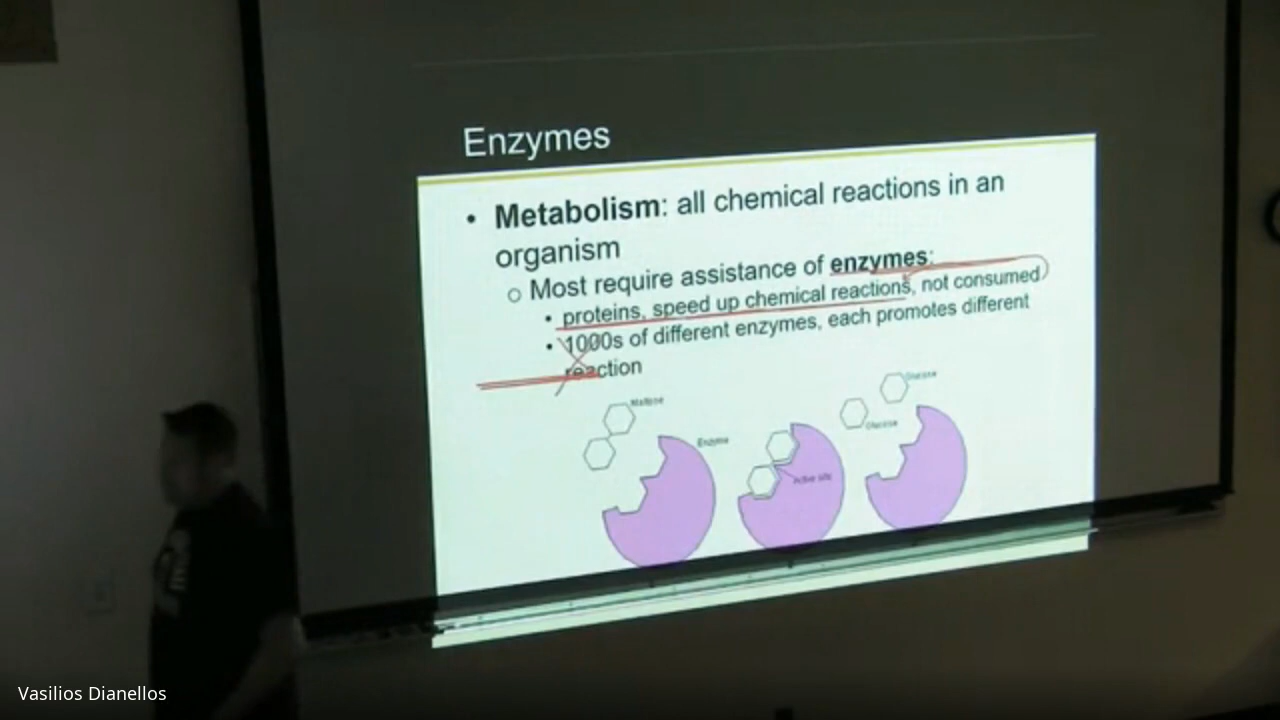 Enzymes
• Metabolism: all chemical reactions in an
organism
○ Most require assistance of enzymes:
• proteins, speed up chemical reactions, not consumed
• 1000s of different enzymes, each promotes different
reaction
Maltose
Enzyme
Active site
Glucose
Glucose
Vasilios Dianellos